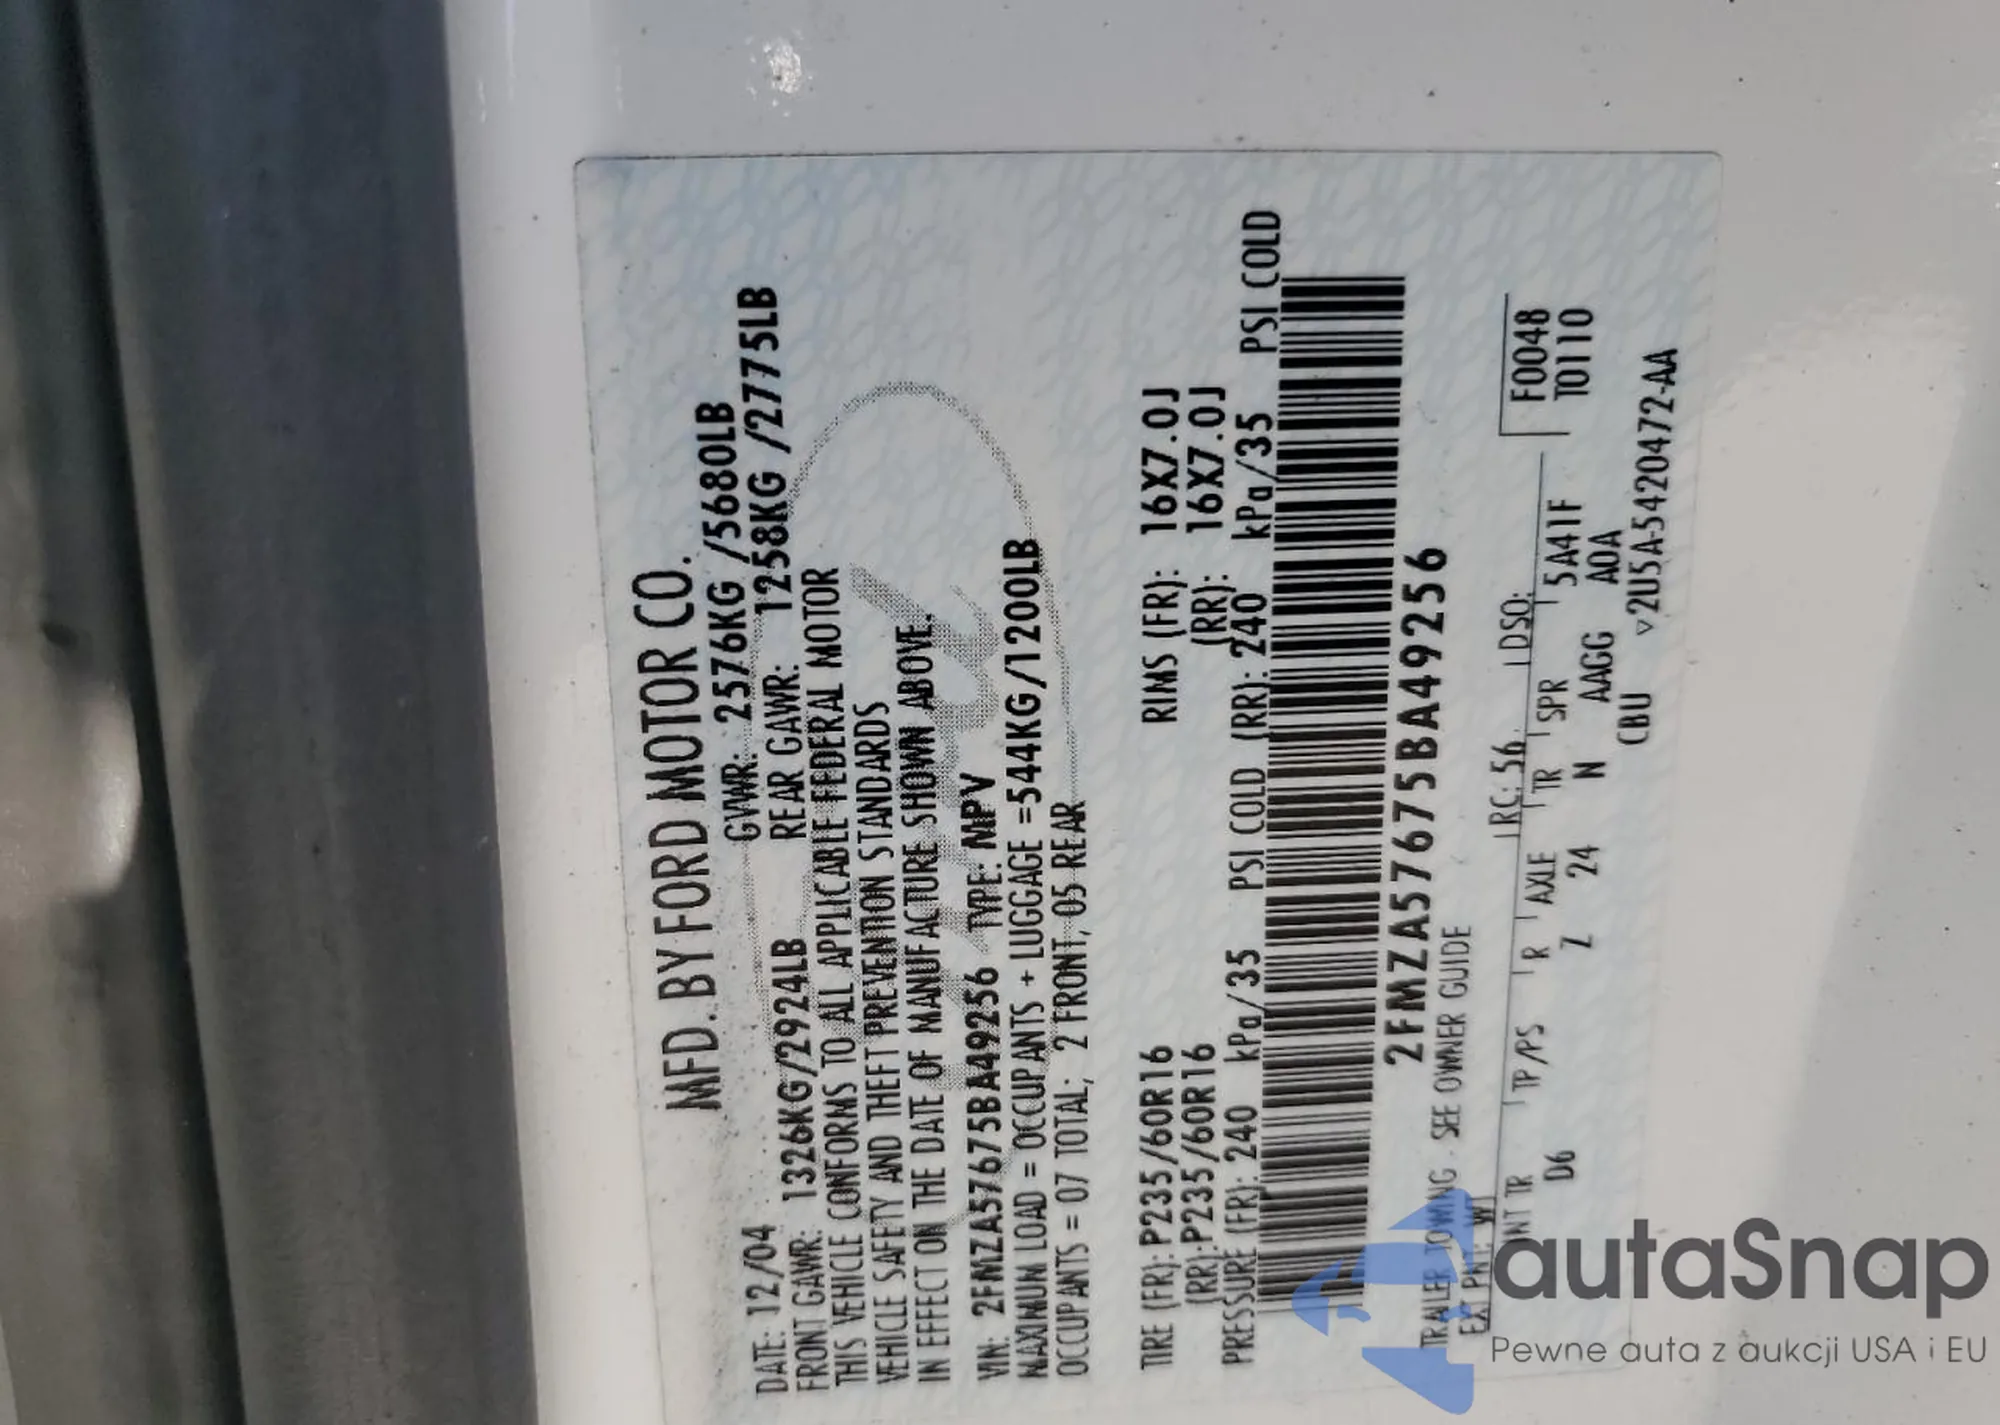 MFD. BY FORD MOTOR CO.
DATE: 12/04 GVWR: 2576KG /5680LB
FRONT GAWR: 1326KG/2924LB REAR GAWR: 1258KG /2775LB
THIS VEHICLE CONFORMS TO ALL APPLICABLE FEDERAL MOTOR
VEHICLE SAFETY AND THEFT PREVENTION STANDARDS
IN EFFECT ON THE DATE OF MANUFACTURE SHOWN ABOVE.
VIN: 2FMZA57675BA49256 TYPE: MPV
MAXIMUM LOAD = OCCUPANTS + LUGGAGE =544KG/1200LB
OCCUPANTS = 07 TOTAL; 2 FRONT, 05 REAR
TIRE (FR): P235/60R16 RIMS (FR): 16X7.0J
(RR): P235/60R16 (RR): 16X7.0J
PRESSURE (FR): 240 kPa/35 PSI COLD (RR): 240 kPa/35 PSI COLD
2FMZA57675BA49256
TRAILER TOWING - SEE OWNER GUIDE
EX PNT: RC: 56 DSO: F0048
INT TR TP/PS R AXLE TR SPR 5A41F T0110
D6 Z 24 N AAGG AOA
CBU ▽2U5A-5420472-AA
autaSnap
Pewne auta z aukcji USA i EU